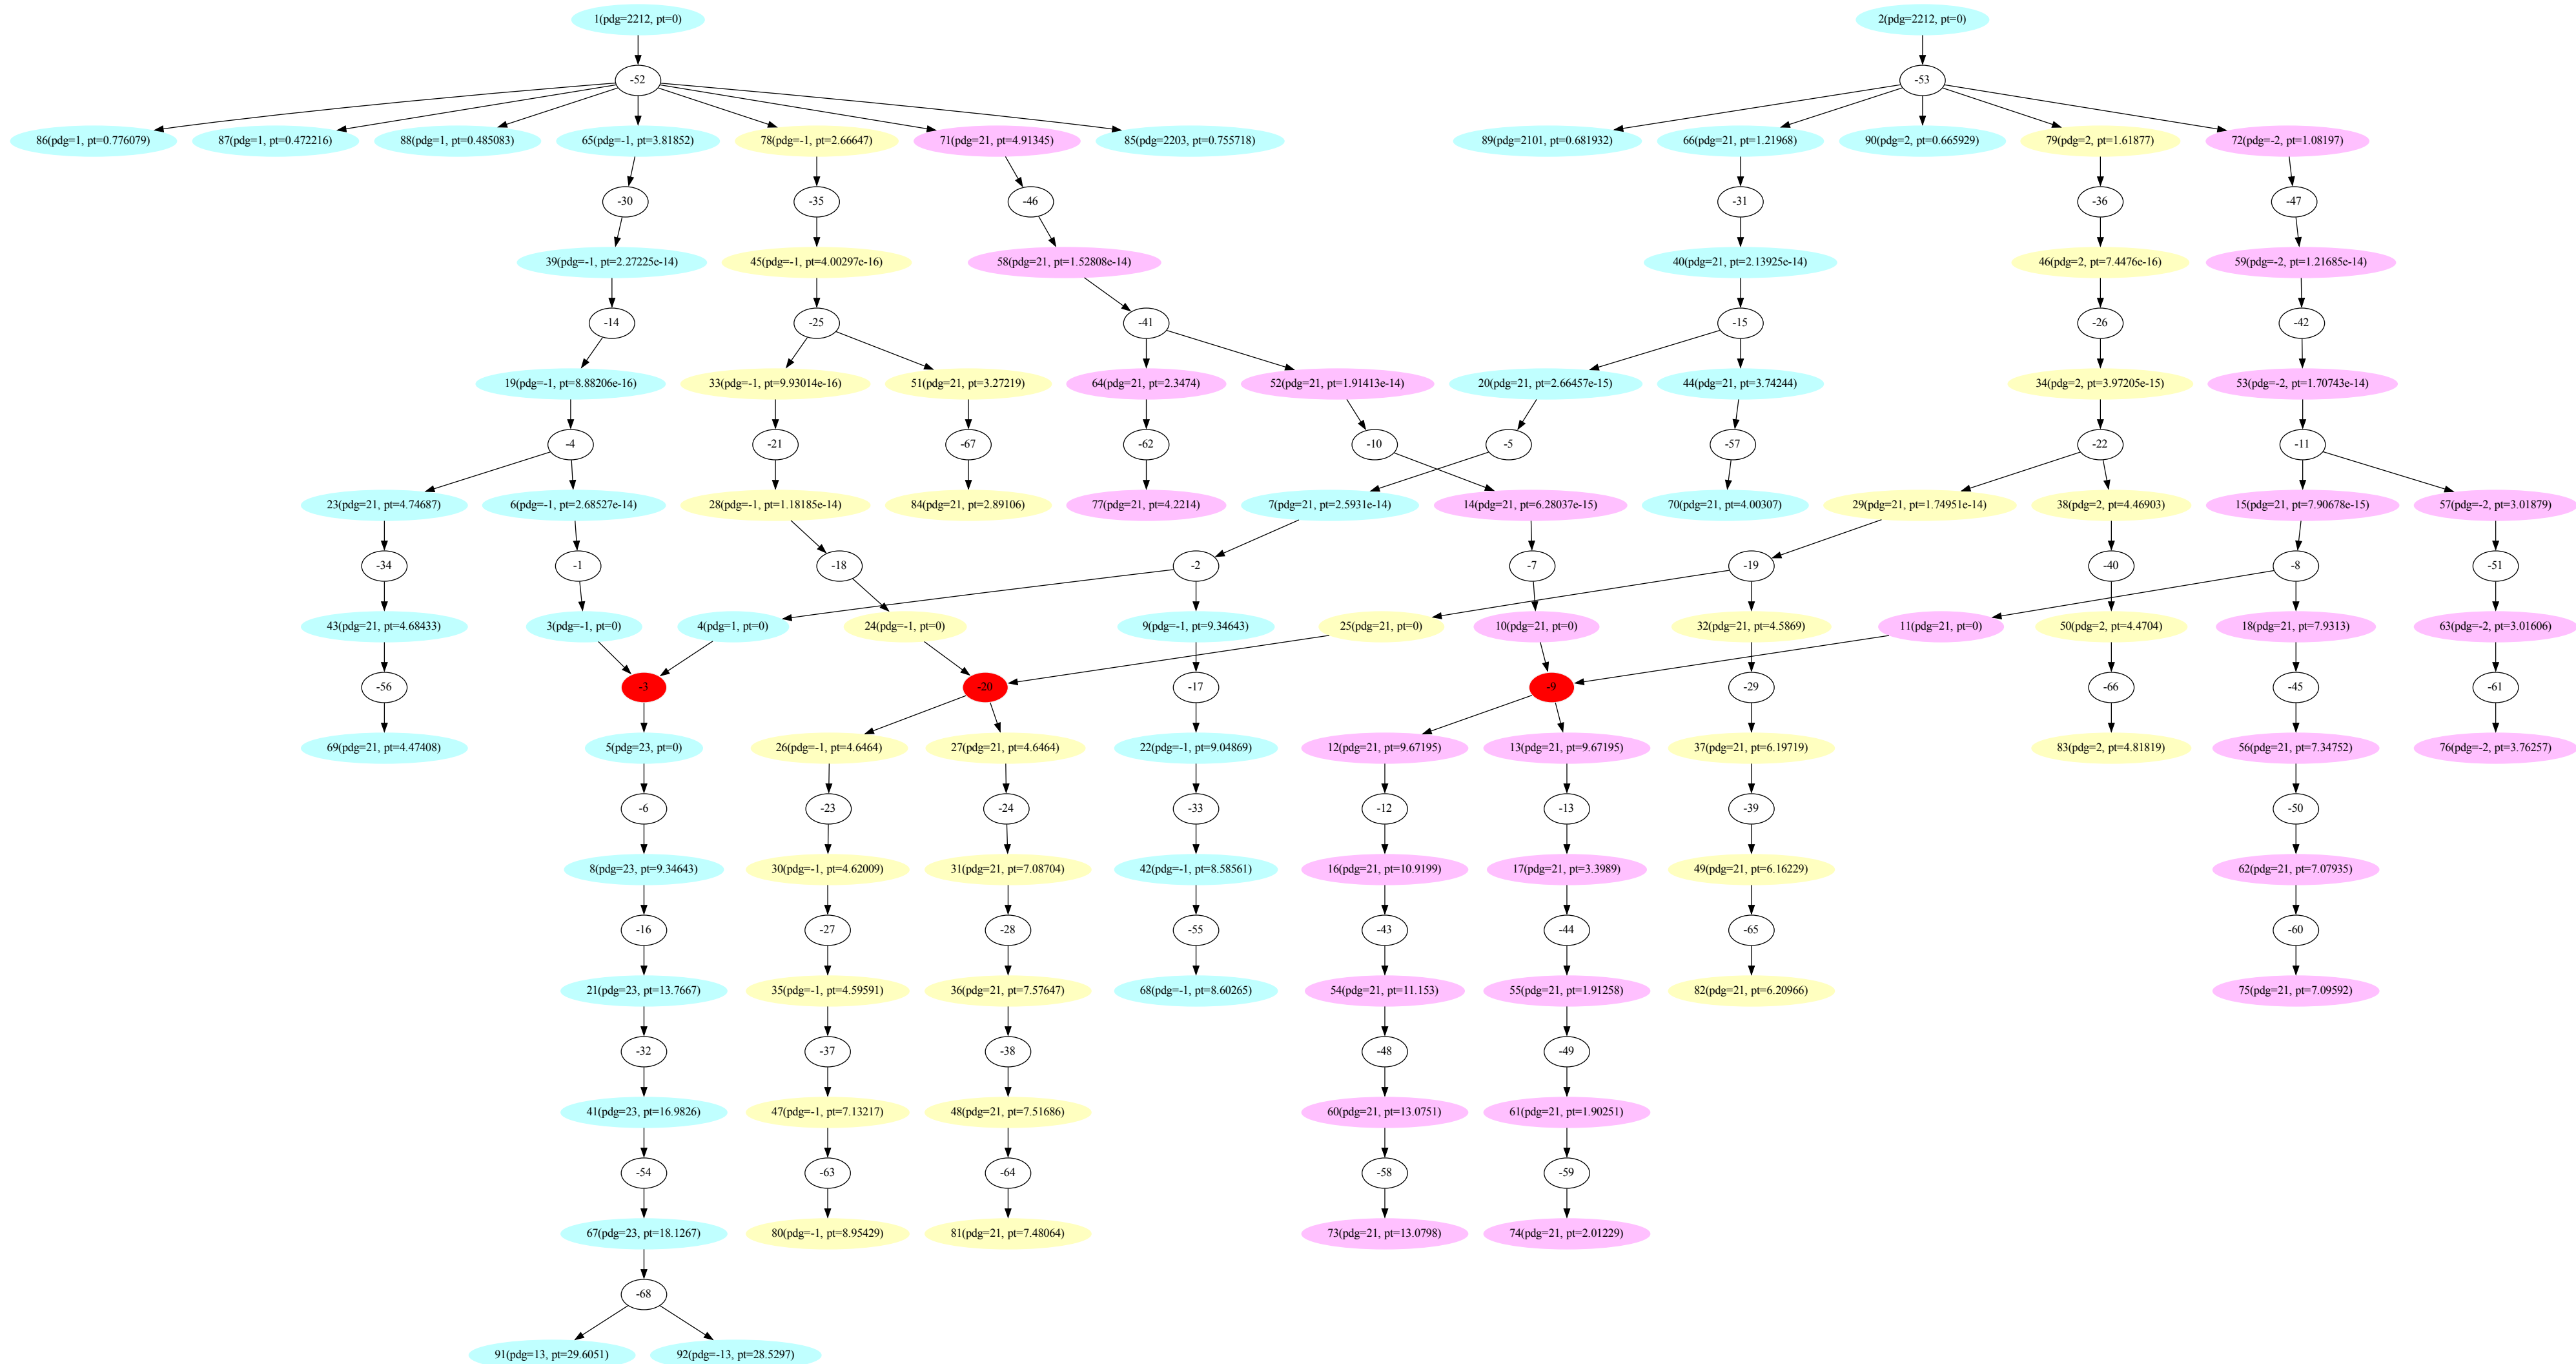 1(pdg=2212, pt=0)
2(pdg=2212, pt=0)
-52
-53
86(pdg=1, pt=0.776079)
87(pdg=1, pt=0.472216)
88(pdg=1, pt=0.485083)
65(pdg=-1, pt=3.81852)
78(pdg=-1, pt=2.66647)
71(pdg=21, pt=4.91345)
85(pdg=2203, pt=0.755718)
89(pdg=2101, pt=0.681932)
66(pdg=21, pt=1.21968)
90(pdg=2, pt=0.665929)
79(pdg=2, pt=1.61877)
72(pdg=-2, pt=1.08197)
-30
-35
-46
-31
-36
-47
39(pdg=-1, pt=2.27225e-14)
45(pdg=-1, pt=4.00297e-16)
58(pdg=21, pt=1.52808e-14)
40(pdg=21, pt=2.13925e-14)
46(pdg=2, pt=7.4476e-16)
59(pdg=-2, pt=1.21685e-14)
-14
-25
-41
-15
-26
-42
19(pdg=-1, pt=8.88206e-16)
33(pdg=-1, pt=9.93014e-16)
51(pdg=21, pt=3.27219)
64(pdg=21, pt=2.3474)
52(pdg=21, pt=1.91413e-14)
20(pdg=21, pt=2.66457e-15)
44(pdg=21, pt=3.74244)
34(pdg=2, pt=3.97205e-15)
53(pdg=-2, pt=1.70743e-14)
-4
-21
-67
-62
-10
-5
-57
-22
-11
23(pdg=21, pt=4.74687)
6(pdg=-1, pt=2.68527e-14)
28(pdg=-1, pt=1.18185e-14)
84(pdg=21, pt=2.89106)
77(pdg=21, pt=4.2214)
7(pdg=21, pt=2.5931e-14)
14(pdg=21, pt=6.28037e-15)
70(pdg=21, pt=4.00307)
29(pdg=21, pt=1.74951e-14)
38(pdg=2, pt=4.46903)
15(pdg=21, pt=7.90678e-15)
57(pdg=-2, pt=3.01879)
-34
-1
-18
-2
-7
-19
-40
-8
-51
43(pdg=21, pt=4.68433)
3(pdg=-1, pt=0)
4(pdg=1, pt=0)
24(pdg=-1, pt=0)
9(pdg=-1, pt=9.34643)
25(pdg=21, pt=0)
10(pdg=21, pt=0)
32(pdg=21, pt=4.5869)
11(pdg=21, pt=0)
50(pdg=2, pt=4.4704)
18(pdg=21, pt=7.9313)
63(pdg=-2, pt=3.01606)
-56
-3
-20
-17
-9
-29
-66
-45
-61
69(pdg=21, pt=4.47408)
5(pdg=23, pt=0)
26(pdg=-1, pt=4.6464)
27(pdg=21, pt=4.6464)
22(pdg=-1, pt=9.04869)
12(pdg=21, pt=9.67195)
13(pdg=21, pt=9.67195)
37(pdg=21, pt=6.19719)
83(pdg=2, pt=4.81819)
56(pdg=21, pt=7.34752)
76(pdg=-2, pt=3.76257)
-6
-23
-24
-33
-12
-13
-39
-50
8(pdg=23, pt=9.34643)
30(pdg=-1, pt=4.62009)
31(pdg=21, pt=7.08704)
42(pdg=-1, pt=8.58561)
16(pdg=21, pt=10.9199)
17(pdg=21, pt=3.3989)
49(pdg=21, pt=6.16229)
62(pdg=21, pt=7.07935)
-16
-27
-28
-55
-43
-44
-65
-60
21(pdg=23, pt=13.7667)
35(pdg=-1, pt=4.59591)
36(pdg=21, pt=7.57647)
68(pdg=-1, pt=8.60265)
54(pdg=21, pt=11.153)
55(pdg=21, pt=1.91258)
82(pdg=21, pt=6.20966)
75(pdg=21, pt=7.09592)
-32
-37
-38
-48
-49
41(pdg=23, pt=16.9826)
47(pdg=-1, pt=7.13217)
48(pdg=21, pt=7.51686)
60(pdg=21, pt=13.0751)
61(pdg=21, pt=1.90251)
-54
-63
-64
-58
-59
67(pdg=23, pt=18.1267)
80(pdg=-1, pt=8.95429)
81(pdg=21, pt=7.48064)
73(pdg=21, pt=13.0798)
74(pdg=21, pt=2.01229)
-68
91(pdg=13, pt=29.6051)
92(pdg=-13, pt=28.5297)